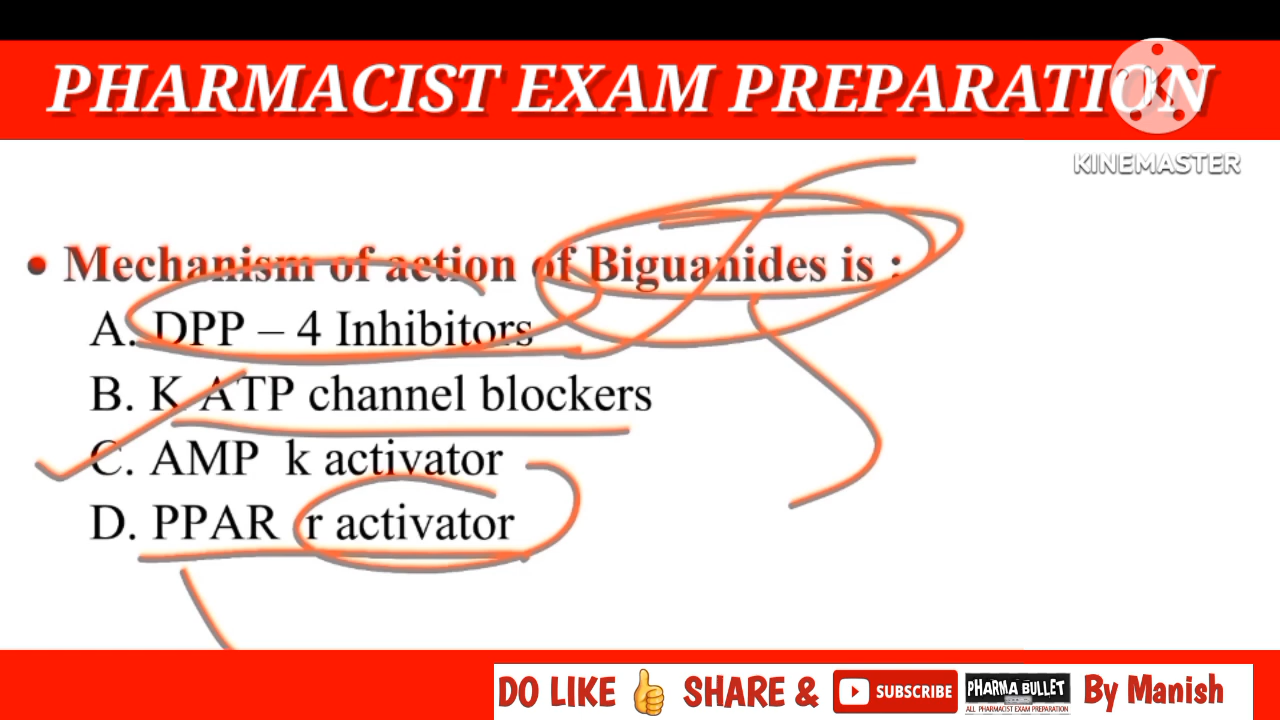 PHARMACIST EXAM PREPARATION
KINEMASTER
• Mechanism of action of Biguanides is :
A. DPP – 4 Inhibitors
B. K ATP channel blockers
C. AMP k activator
D. PPAR r activator
DO LIKE 👍 SHARE & SUBSCRIBE PHARMA BULLET By Manish
ALL PHARMACIST EXAM PREPARATION